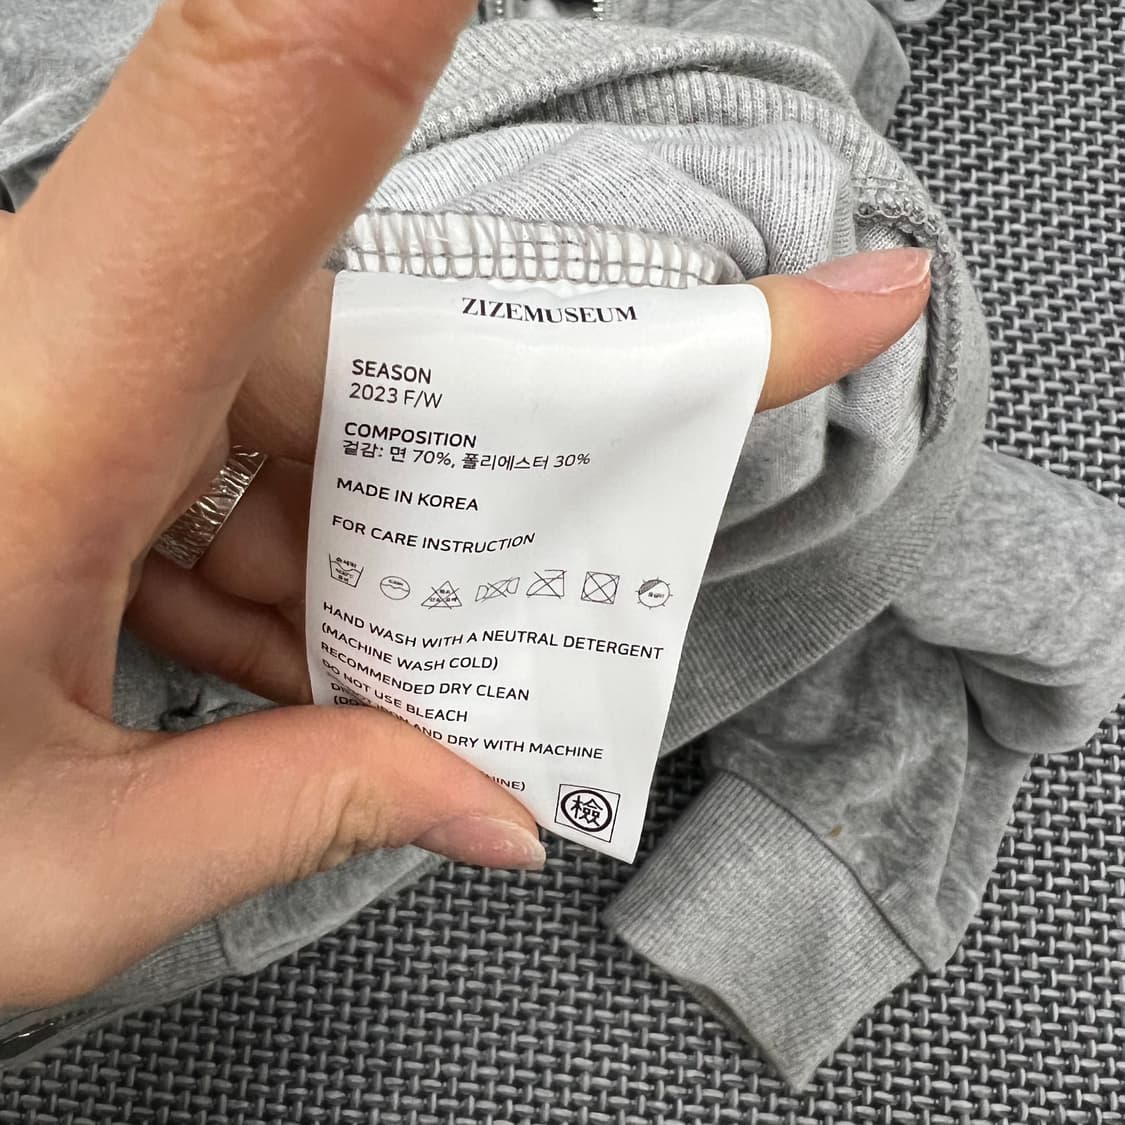 ZIZEMUSEUM
SEASON
2023 F/W
COMPOSITION
겉감: 면 70%, 폴리에스터 30%
MADE IN KOREA
FOR CARE INSTRUCTION
HAND WASH WITH A NEUTRAL DETERGENT
(MACHINE WASH COLD)
RECOMMENDED DRY CLEAN
DO NOT USE BLEACH
AND DRY WITH MACHINE
檢